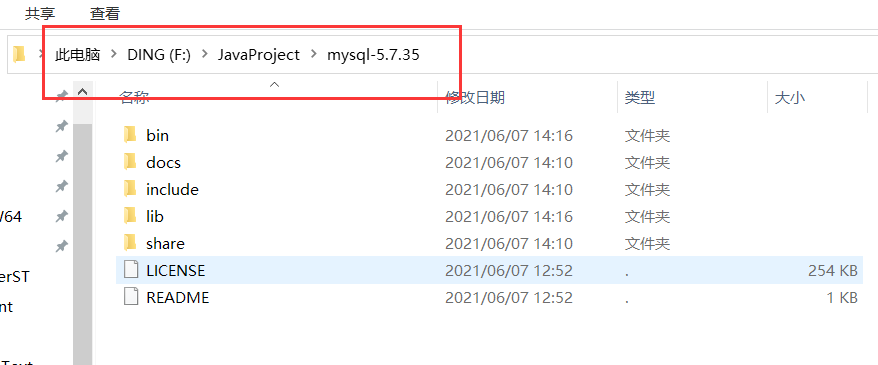 共享 查看
此电脑 > DING (F:) > JavaProject > mysql-5.7.35
名称 修改日期 类型 大小
bin 2021/06/07 14:16 文件夹
docs 2021/06/07 14:10 文件夹
include 2021/06/07 14:10 文件夹
lib 2021/06/07 14:16 文件夹
share 2021/06/07 14:10 文件夹
LICENSE 2021/06/07 12:52 . 254 KB
README 2021/06/07 12:52 . 1 KB